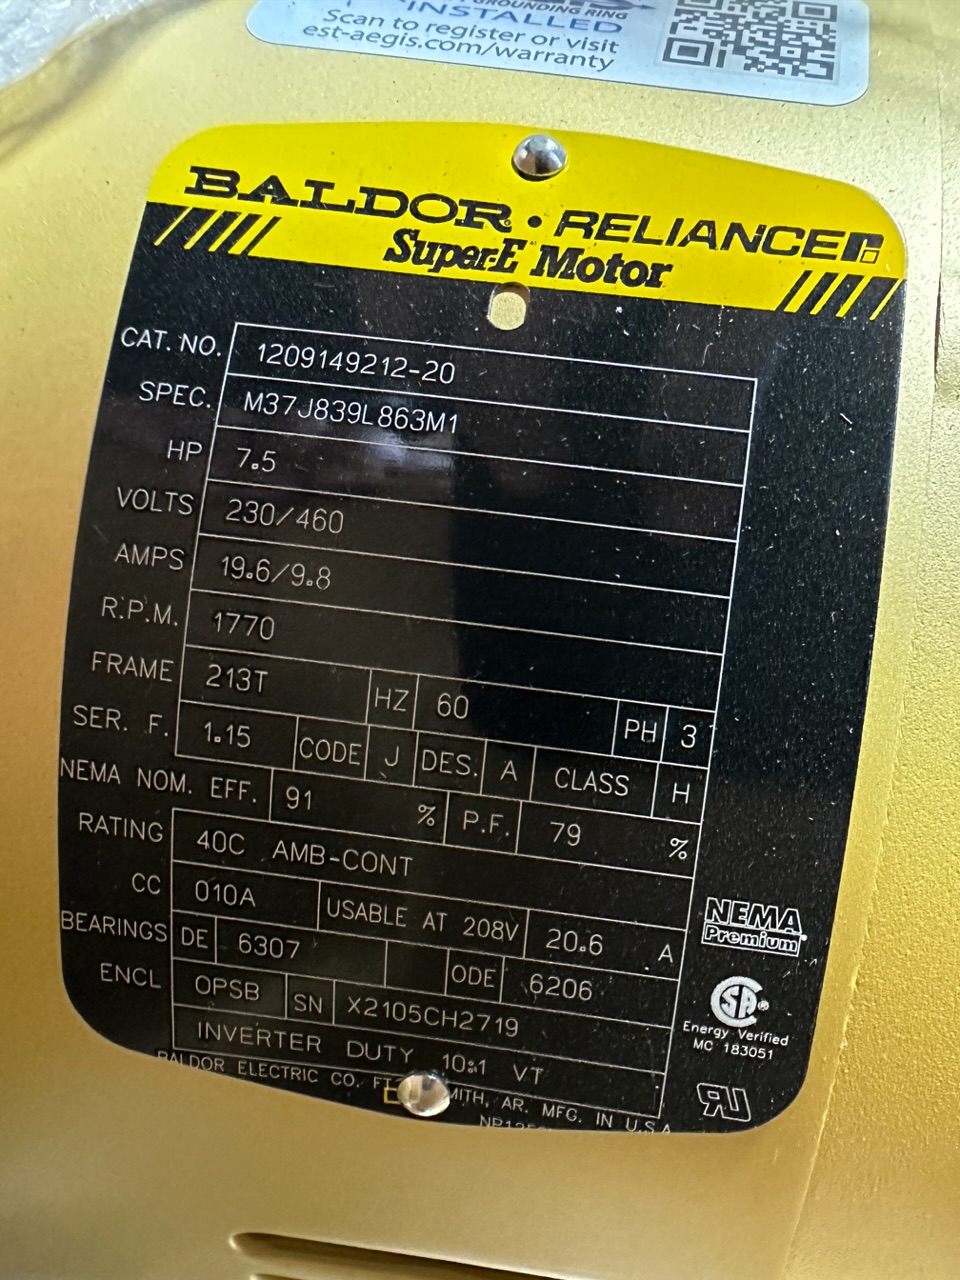 GROUNDING RING
INSTALLED
Scan to register or visit
est-aegis.com/warranty
BALDOR · RELIANCE
Super-E Motor
CAT. NO. 1209149212-20
SPEC. M37J839L863M1
HP 7.5
VOLTS 230/460
AMPS 19.6/9.8
R.P.M. 1770
FRAME 213T HZ 60 PH 3
SER. F. 1.15 CODE J DES. A CLASS H
NEMA NOM. EFF. 91 % P.F. 79 %
RATING 40C AMB-CONT
CC 010A USABLE AT 208V 20.6 A
BEARINGS DE 6307 ODE 6206
ENCL OPSB SN X2105CH2719
INVERTER DUTY 10:1 VT
BALDOR ELECTRIC CO. AR. MFG. IN U.S.A
NEMA
Premium
SA
Energy Verified
MC 183051